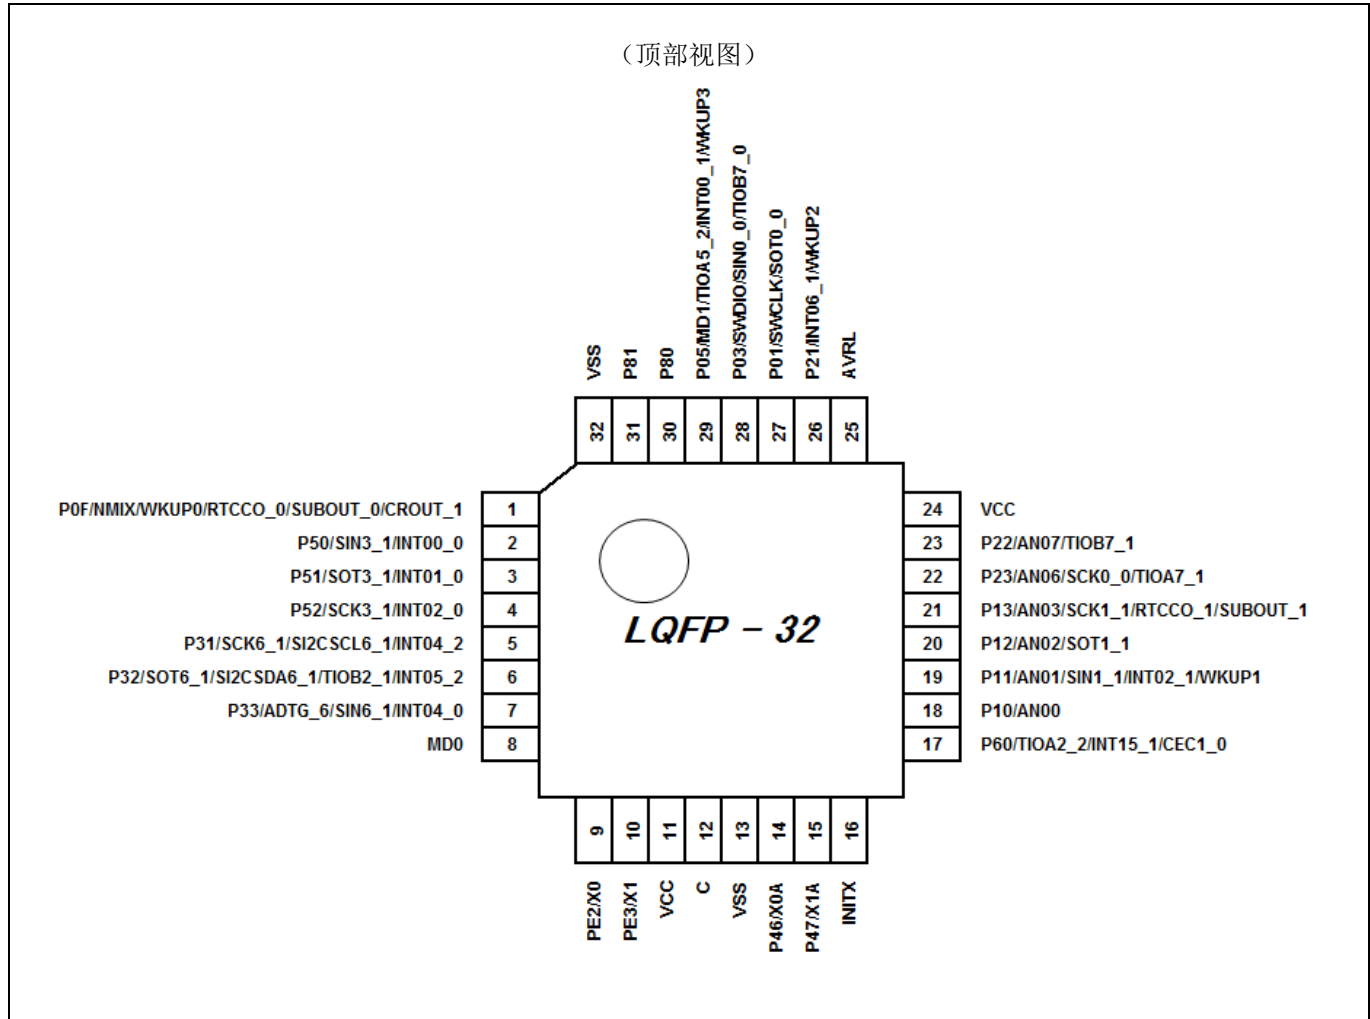 （顶部视图）
VSS
P81
P80
P05/MD1/TIOA5_2/INT00_1/WKUP3
P03/SWDIO/SIN0_0/TIOB7_0
P01/SWCLK/SOT0_0
P21/INT06_1/WKUP2
AVRL
32
31
30
29
28
27
26
25
P0F/NMIX/WKUP0/RTCCO_0/SUBOUT_0/CROUT_1
1
P50/SIN3_1/INT00_0
2
P51/SOT3_1/INT01_0
3
P52/SCK3_1/INT02_0
4
P31/SCK6_1/SI2CSCL6_1/INT04_2
5
P32/SOT6_1/SI2CSDA6_1/TIOB2_1/INT05_2
6
P33/ADTG_6/SIN6_1/INT04_0
7
MD0
8
LQFP - 32
24
VCC
23
P22/AN07/TIOB7_1
22
P23/AN06/SCK0_0/TIOA7_1
21
P13/AN03/SCK1_1/RTCCO_1/SUBOUT_1
20
P12/AN02/SOT1_1
19
P11/AN01/SIN1_1/INT02_1/WKUP1
18
P10/AN00
17
P60/TIOA2_2/INT15_1/CEC1_0
9
10
11
12
13
14
15
16
PE2/X0
PE3/X1
VCC
C
VSS
P46/X0A
P47/X1A
INITX